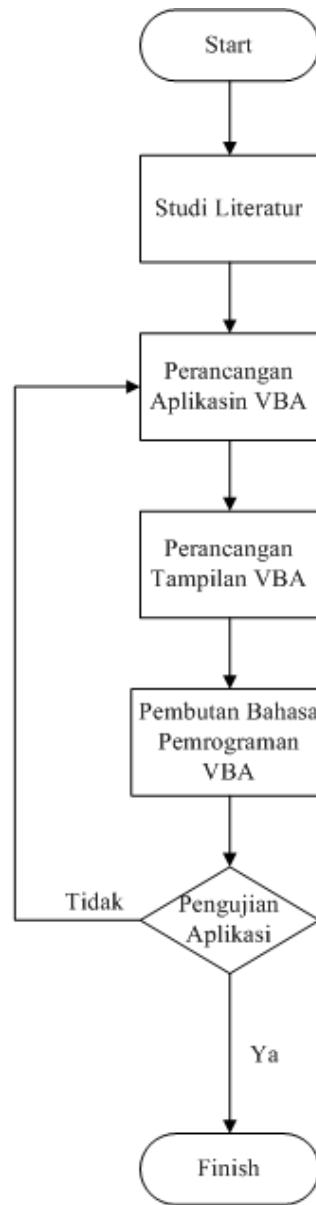 Start
Studi Literatur
Perancangan
Aplikasin VBA
Perancangan
Tampilan VBA
Pembutan Bahasa
Pemrograman
VBA
Tidak
Pengujian
Aplikasi
Ya
Finish